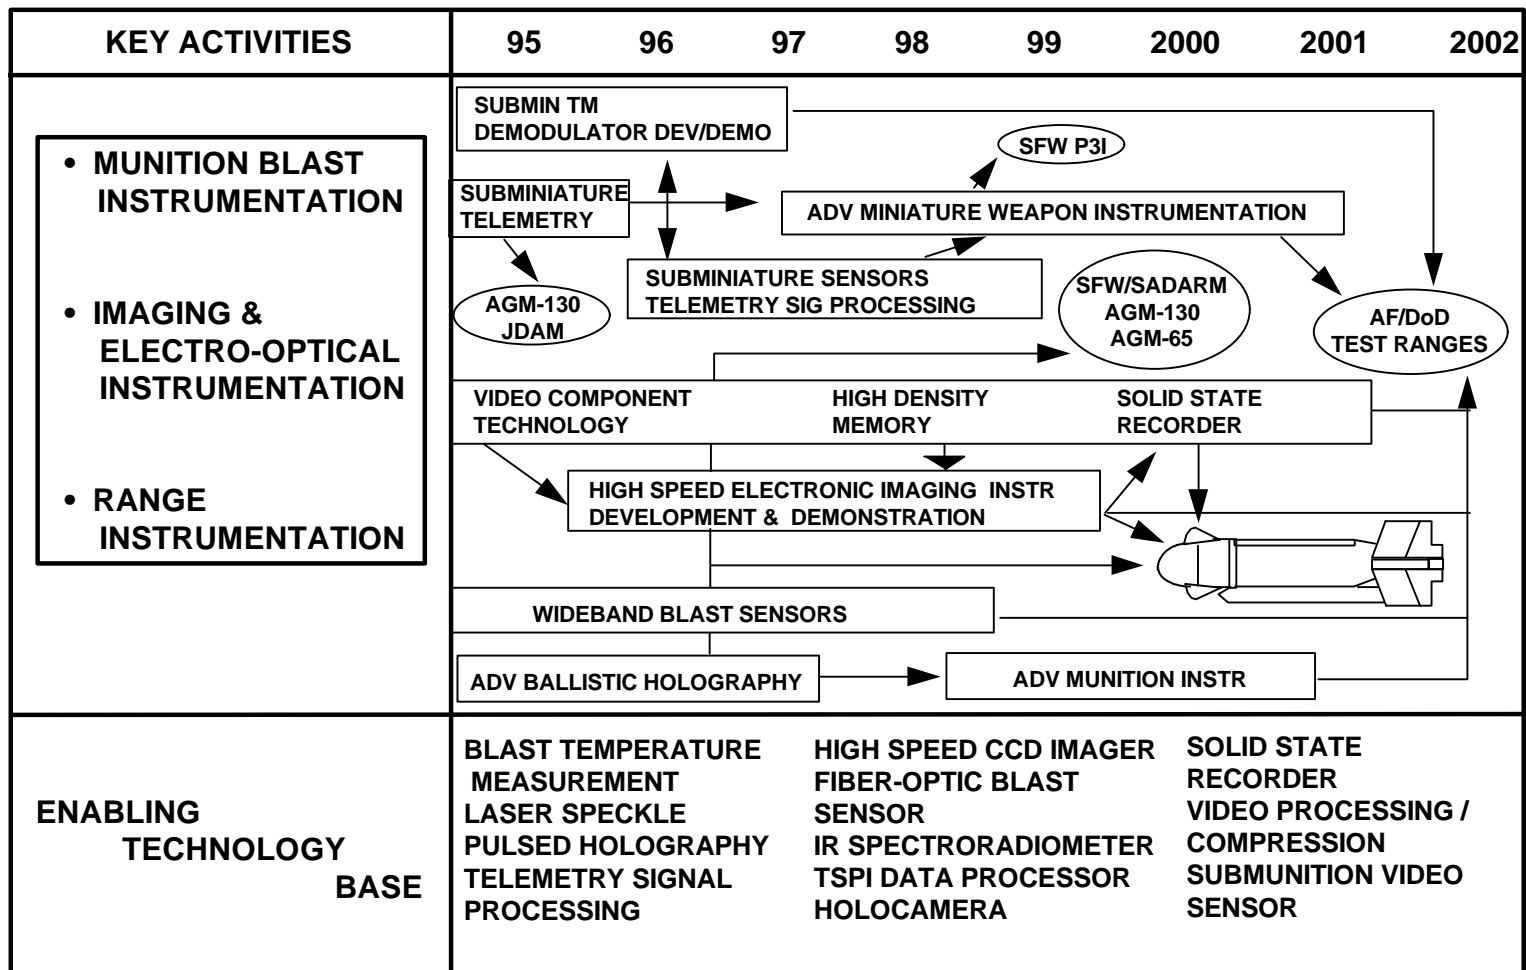 KEY ACTIVITIES
95 96 97 98 99 2000 2001 2002
• MUNITION BLAST
INSTRUMENTATION
• IMAGING &
ELECTRO-OPTICAL
INSTRUMENTATION
• RANGE
INSTRUMENTATION
SUBMIN TM
DEMODULATOR DEV/DEMO
SFW P3I
SUBMINIATURE
TELEMETRY
ADV MINIATURE WEAPON INSTRUMENTATION
SUBMINIATURE SENSORS
TELEMETRY SIG PROCESSING
AGM-130
JDAM
SFW/SADARM
AGM-130
AGM-65
AF/DoD
TEST RANGES
VIDEO COMPONENT
TECHNOLOGY
HIGH DENSITY
MEMORY
SOLID STATE
RECORDER
HIGH SPEED ELECTRONIC IMAGING INSTR
DEVELOPMENT & DEMONSTRATION
WIDEBAND BLAST SENSORS
ADV BALLISTIC HOLOGRAPHY
ADV MUNITION INSTR
ENABLING
TECHNOLOGY
BASE
BLAST TEMPERATURE
MEASUREMENT
LASER SPECKLE
PULSED HOLOGRAPHY
TELEMETRY SIGNAL
PROCESSING
HIGH SPEED CCD IMAGER
FIBER-OPTIC BLAST
SENSOR
IR SPECTRORADIOMETER
TSPI DATA PROCESSOR
HOLOCAMERA
SOLID STATE
RECORDER
VIDEO PROCESSING /
COMPRESSION
SUBMUNITION VIDEO
SENSOR